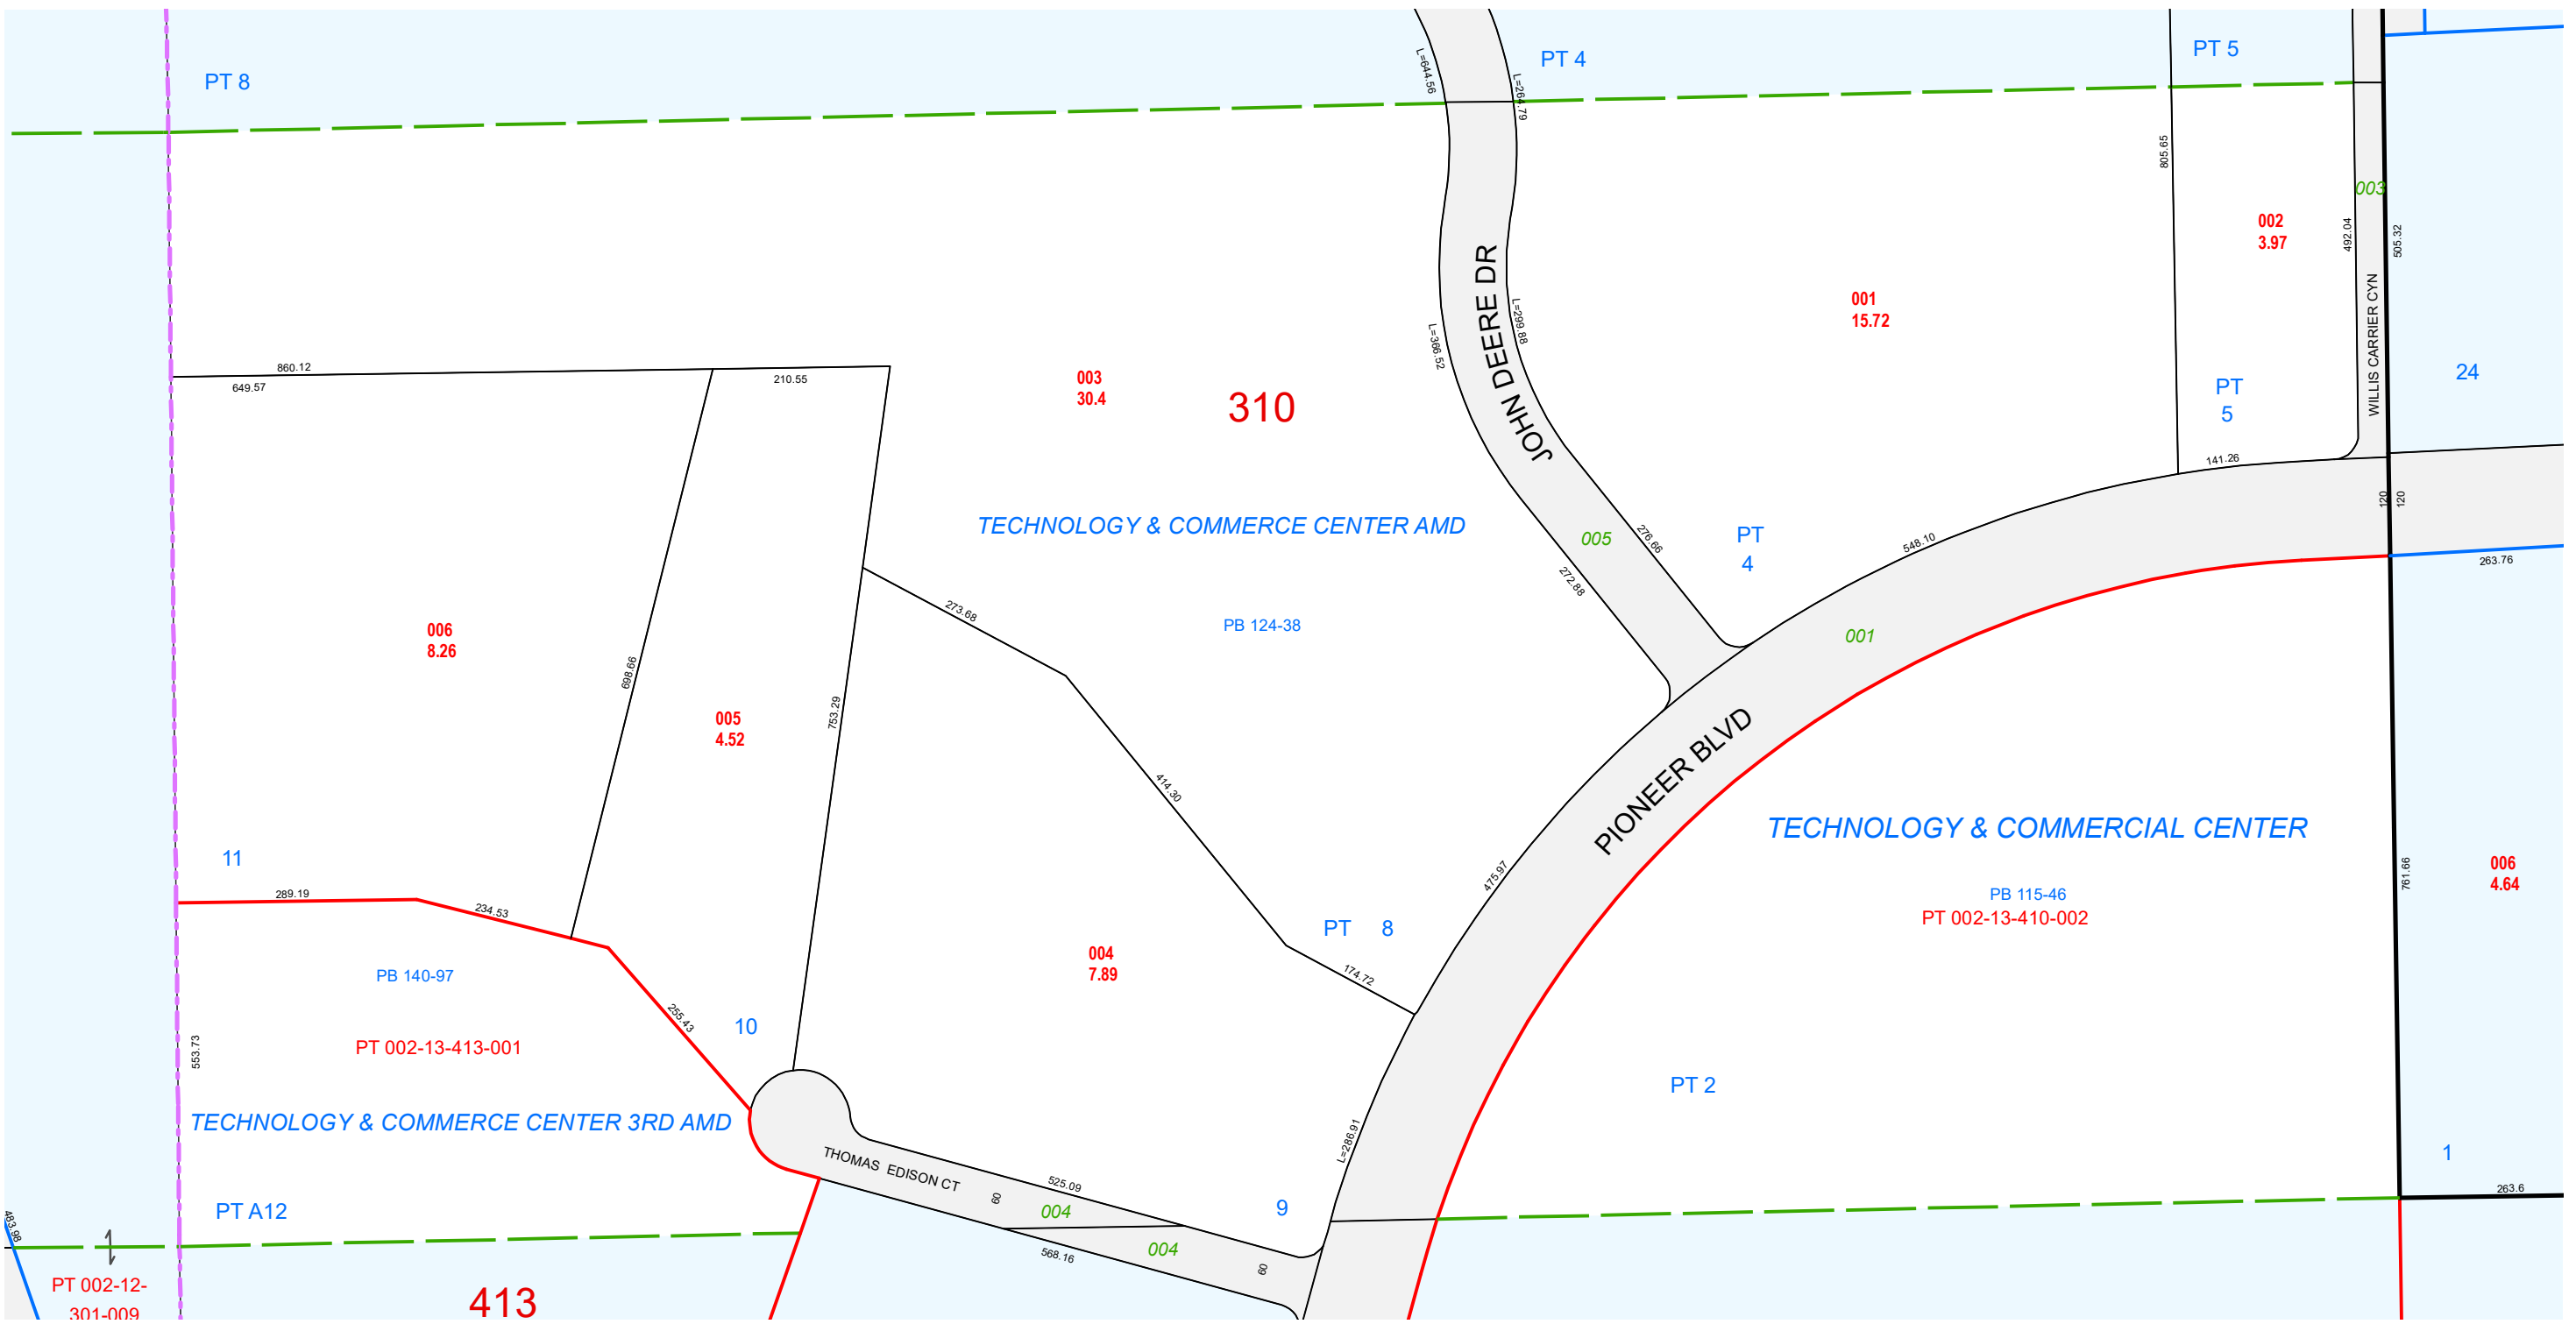 PT 8
PT 4
PT 5
L=644.56
L=264.79
805.65
003
002
3.97
492.04
505.32
001
15.72
JOHN DEERE DR
L=366.52
L=299.88
WILLIS CARRIER CYN
860.12
649.57
210.55
003
30.4
310
PT
5
24
141.26
120
120
TECHNOLOGY & COMMERCE CENTER AMD
005
276.66
272.88
PT
4
548.10
263.76
273.68
PB 124-38
001
006
8.26
698.66
005
4.52
753.29
414.30
PIONEER BLVD
TECHNOLOGY & COMMERCIAL CENTER
11
289.19
234.53
475.97
761.66
006
4.64
PB 115-46
PT 002-13-410-002
PT 8
004
7.89
174.72
PB 140-97
255.43
10
553.73
PT 002-13-413-001
PT 2
TECHNOLOGY & COMMERCE CENTER 3RD AMD
THOMAS EDISON CT
L=286.91
1
525.09
60
263.6
PT A12
004
9
483.98
004
568.16
60
PT 002-12-
301-009
413